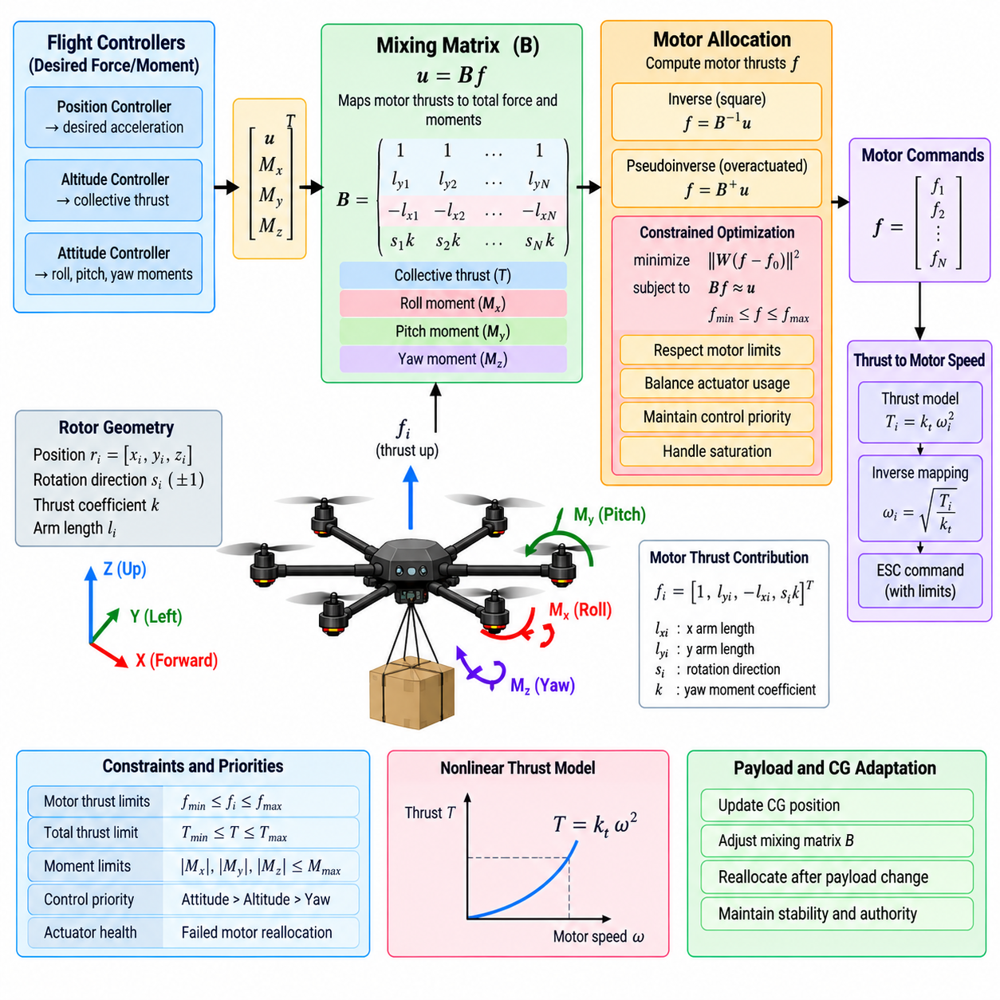 Flight Controllers
(Desired Force/Moment)
Position Controller
→ desired acceleration
Altitude Controller
→ collective thrust
Attitude Controller
→ roll, pitch, yaw moments
T
u
M_x
M_y
M_z
Mixing Matrix (B)
u = Bf
Maps motor thrusts to total force and
moments
1 1 … 1
l_y1 l_y2 … l_yN
B =
−l_x1 −l_x2 … −l_xN
s_1 k s_2 k … s_N k
Collective thrust (T)
Roll moment (M_x)
Pitch moment (M_y)
Yaw moment (M_z)
Motor Allocation
Compute motor thrusts f
Inverse (square)
f = B^−1 u
Pseudoinverse (overactuated)
f = B^+ u
Constrained Optimization
minimize ||W(f − f_0)||^2
subject to Bf ≈ u
f_min ≤ f ≤ f_max
Respect motor limits
Balance actuator usage
Maintain control priority
Handle saturation
Motor Commands
f_1
f_2
f = ⋮
f_N
Thrust to Motor Speed
Thrust model
T_i = k_t ω_i^2
Inverse mapping
ω_i = √(T_i / k_t)
ESC command
(with limits)
Rotor Geometry
Position r_i = [x_i, y_i, z_i]
Rotation direction s_i (±1)
Thrust coefficient k
Arm length l_i
f_i
(thrust up)
Z (Up)
Y (Left)
X (Forward)
M_y (Pitch)
M_x (Roll)
M_z (Yaw)
Motor Thrust Contribution
f_i = [1, l_yi, −l_xi, s_i k]^T
l_xi : x arm length
l_yi : y arm length
s_i : rotation direction
k : yaw moment coefficient
Constraints and Priorities
Motor thrust limits f_min ≤ f_i ≤ f_max
Total thrust limit T_min ≤ T ≤ T_max
Moment limits |M_x|, |M_y|, |M_z| ≤ M_max
Control priority Attitude > Altitude > Yaw
Actuator health Failed motor reallocation
Nonlinear Thrust Model
Thrust T
T = k_t ω^2
Motor speed ω
Payload and CG Adaptation
Update CG position
Adjust mixing matrix B
Reallocate after payload change
Maintain stability and authority